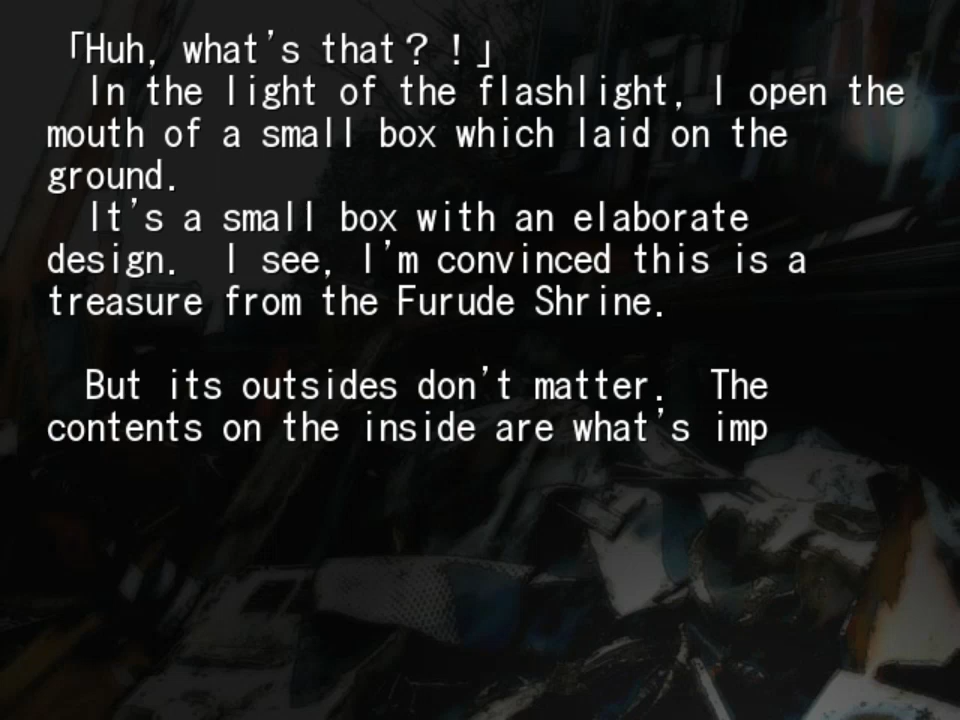 「Huh, what's that？！」
In the light of the flashlight, I open the
mouth of a small box which laid on the
ground.
It's a small box with an elaborate
design.  I see, I'm convinced this is a
treasure from the Furude Shrine.
But its outsides don't matter.  The
contents on the inside are what's imp